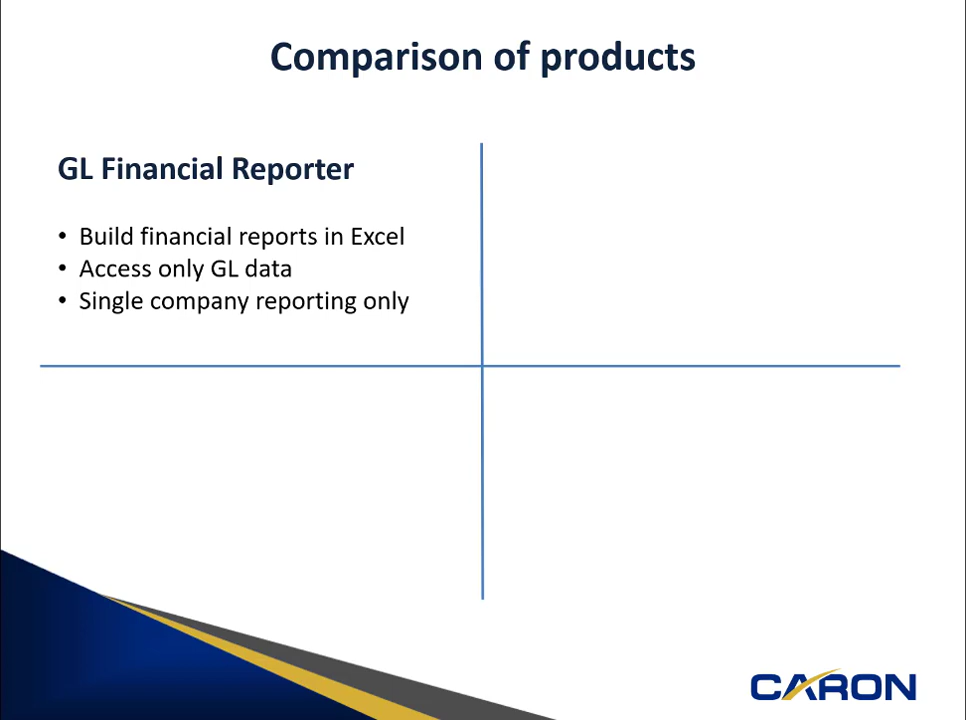 Comparison of products
GL Financial Reporter
• Build financial reports in Excel
• Access only GL data
• Single company reporting only
CARON